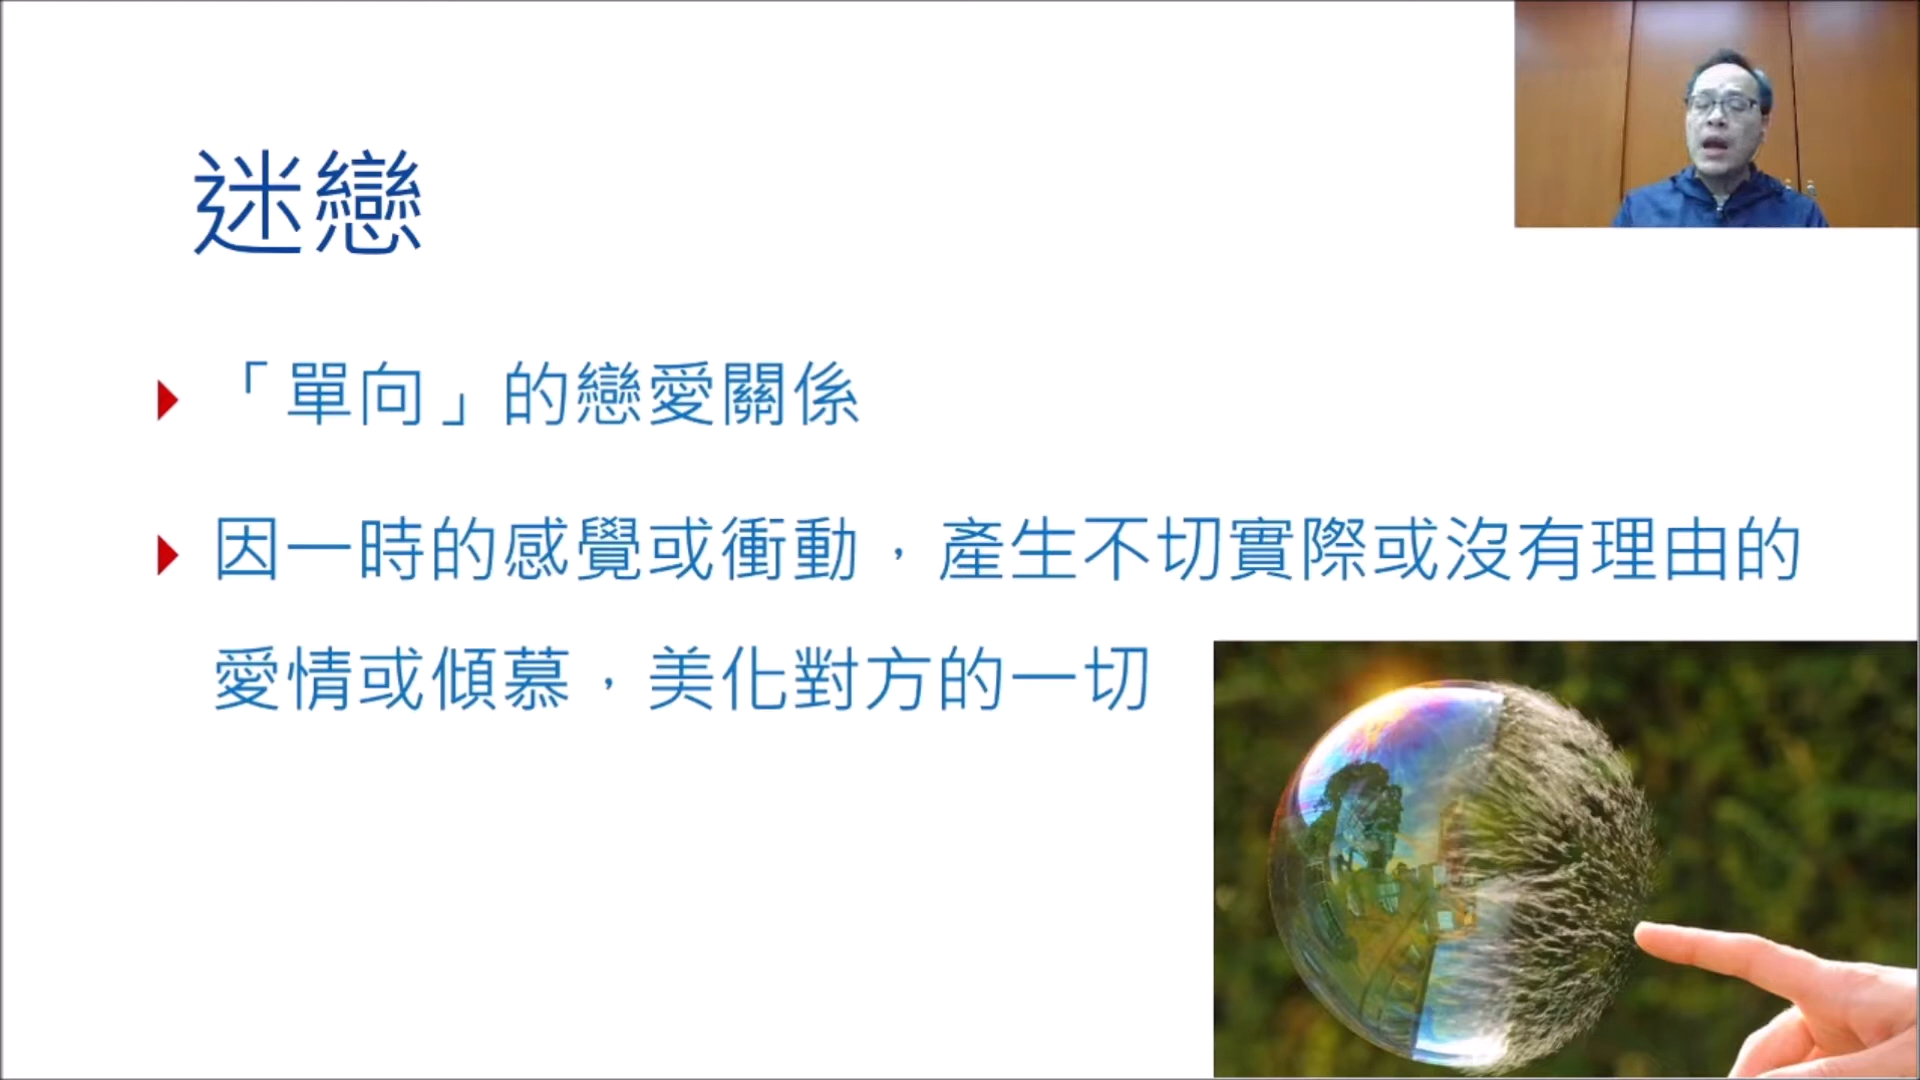 迷戀
「單向」的戀愛關係
因一時的感覺或衝動，產生不切實際或沒有理由的
愛情或傾慕，美化對方的一切